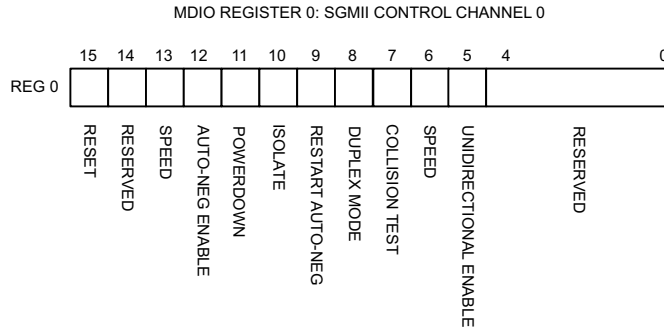 MDIO REGISTER 0: SGMII CONTROL CHANNEL 0
15 14 13 12 11 10 9 8 7 6 5 4 0
REG 0
RESET
RESERVED
SPEED
AUTO-NEG ENABLE
POWERDOWN
ISOLATE
RESTART AUTO-NEG
DUPLEX MODE
COLLISION TEST
SPEED
UNIDIRECTIONAL ENABLE
RESERVED